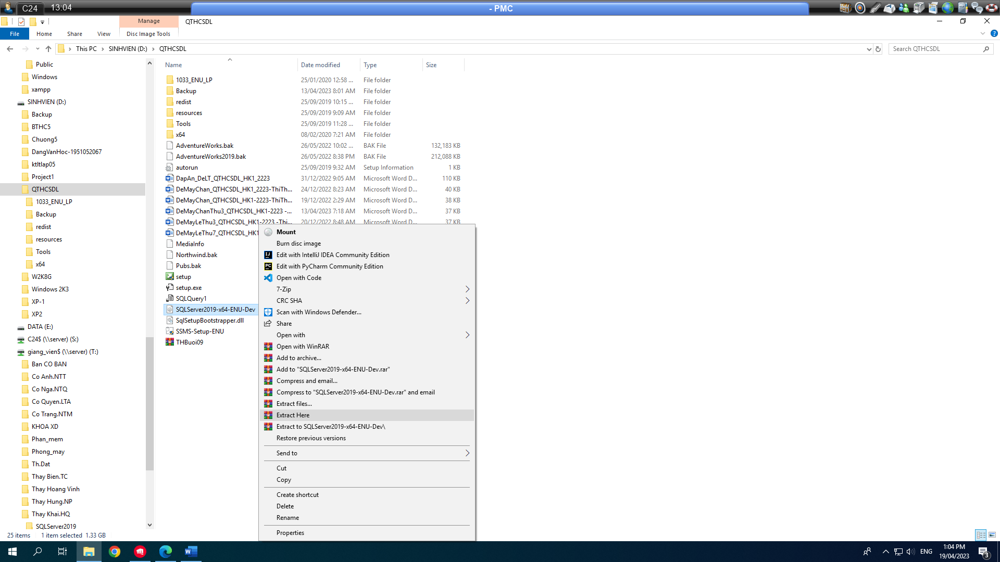 C24 13:04 - PMC
Manage QTHCSDL
File Home Share View Disc Image Tools
This PC SINHVIEN (D:) QTHCSDL Search QTHCSDL
Public
Windows
xampp
SINHVIEN (D:)
Backup
BTHC5
Chuong5
DangVanHoc-1951052067
ktltlap05
Project1
QTHCSDL
1033_ENU_LP
Backup
redist
resources
Tools
x64
W2K8G
Windows 2K3
XP-1
XP2
DATA (E:)
C24$ (\\server) (S:)
giang_vien$ (\\server) (T:)
Ban CO BAN
Co Anh.NTT
Co Nga.NTQ
Co Quyen.LTA
Co Trang.NTM
KHOA XD
Phan_mem
Phong_may
Th.Dat
Thay Bien.TC
Thay Hoang Vinh
Thay Hung.NP
Thay Khai.HQ
SQLServer2019
Name Date modified Type Size
1033_ENU_LP 25/01/2020 12:58 ... File folder
Backup 13/04/2023 8:01 AM File folder
redist 25/09/2019 10:15 ... File folder
resources 25/09/2019 9:09 AM File folder
Tools 25/09/2019 11:28 ... File folder
x64 08/02/2020 7:21 AM File folder
AdventureWorks.bak 26/05/2022 10:02 ... BAK File 132,183 KB
AdventureWorks2019.bak 26/05/2022 8:38 PM BAK File 212,088 KB
autorun 25/09/2019 9:32 AM Setup Information 1 KB
DapAn_DeLT_QTHCSDL_HK1_2223 31/12/2022 9:05 AM Microsoft Word D... 110 KB
DeMayChan_QTHCSDL_HK1_2223-ThiTh... 24/12/2022 8:23 AM Microsoft Word D... 40 KB
DeMayChan_QTHCSDL_HK1-2223-ThiTh... 19/12/2022 2:29 AM Microsoft Word D... 38 KB
DeMayChanThu3_QTHCSDL_HK1-2223 -... 13/04/2023 7:18 AM Microsoft Word D... 37 KB
DeMayLeThu3_QTHCSDL_HK1-2223 -Thi... 20/12/2022 8:48 AM Microsoft Word D... 37 KB
DeMayLeThu7_QTHCSDL_HK1
MediaInfo
Northwind.bak
Pubs.bak
setup
setup.exe
SQLQuery1
SQLServer2019-x64-ENU-Dev
SqlSetupBootstrapper.dll
SSMS-Setup-ENU
THBuoi09
Mount
Burn disc image
Edit with IntelliJ IDEA Community Edition
Edit with PyCharm Community Edition
Open with Code
7-Zip
CRC SHA
Scan with Windows Defender...
Share
Open with
Open with WinRAR
Add to archive...
Add to "SQLServer2019-x64-ENU-Dev.rar"
Compress and email...
Compress to "SQLServer2019-x64-ENU-Dev.rar" and email
Extract files...
Extract Here
Extract to SQLServer2019-x64-ENU-Dev\
Restore previous versions
Send to
Cut
Copy
Create shortcut
Delete
Rename
Properties
25 items 1 item selected 1.33 GB
ENG 1:04 PM
19/04/2023
3